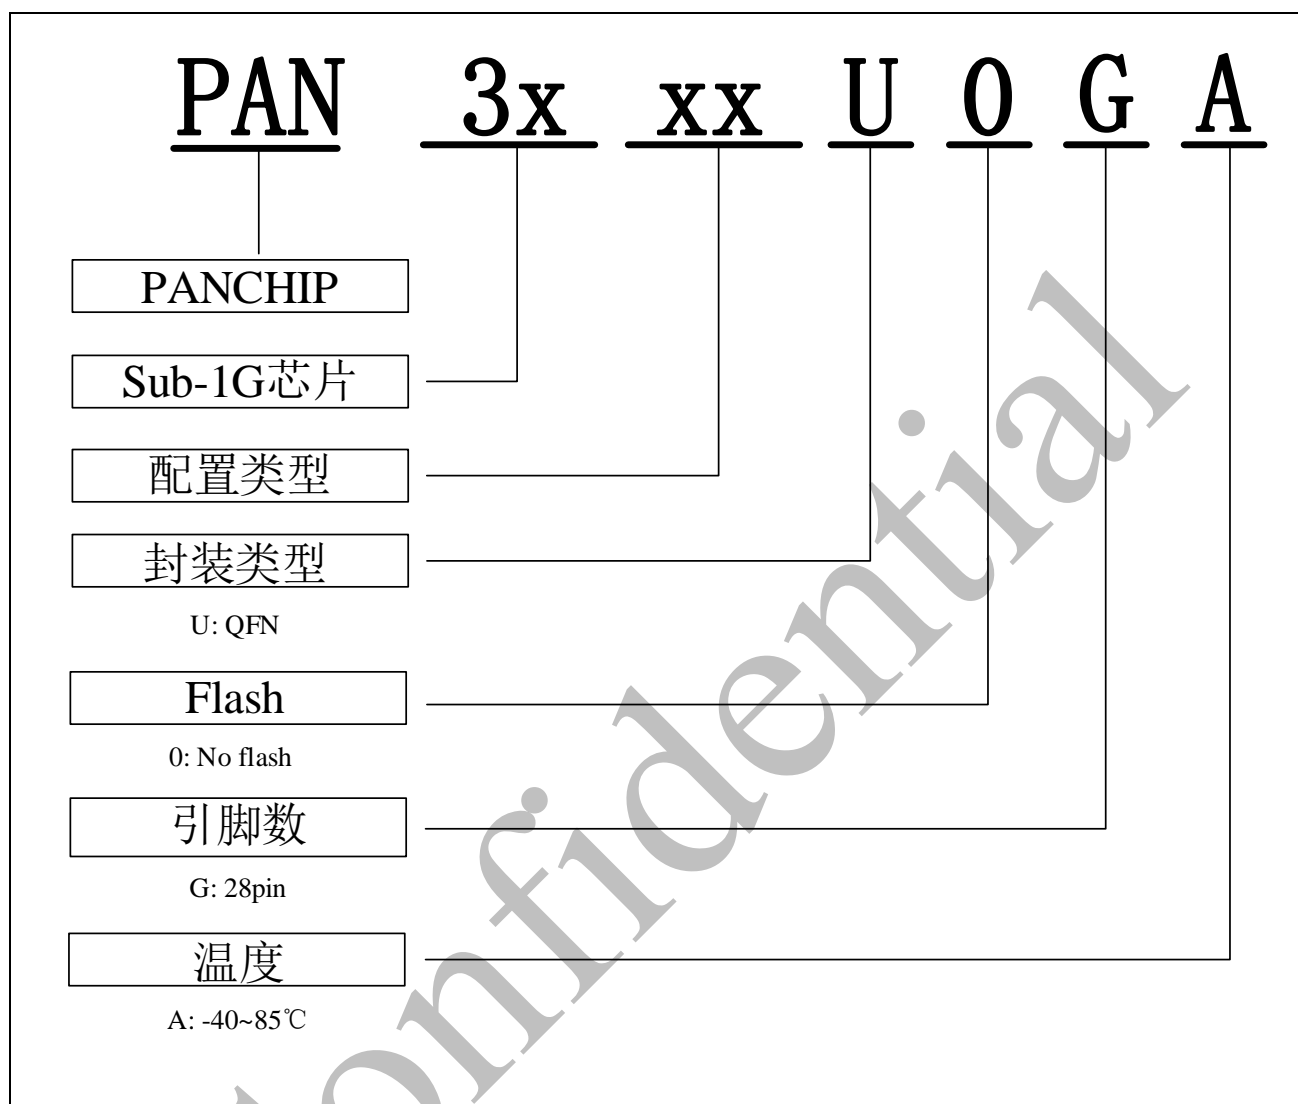 PAN 3x xx U 0 G A
PANCHIP
Sub-1G芯片
配置类型
封装类型
U: QFN
Flash
0: No flash
引脚数
G: 28pin
温度
A: -40~85℃
onfidential